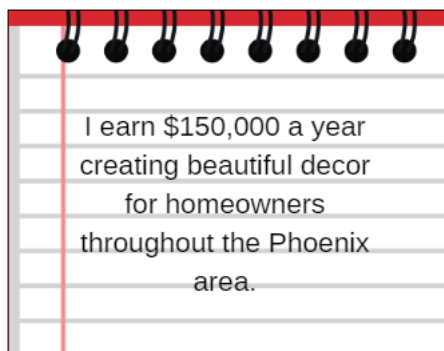 I earn $150,000 a year
creating beautiful decor
for homeowners
throughout the Phoenix
area.